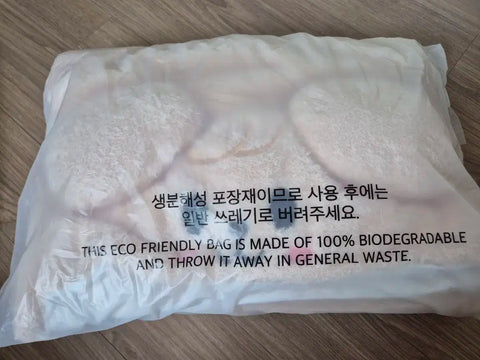 생분해성 포장재이므로 사용 후에는
일반 쓰레기로 버려주세요.
THIS ECO FRIENDLY BAG IS MADE OF 100% BIODEGRADABLE
AND THROW IT AWAY IN GENERAL WASTE.